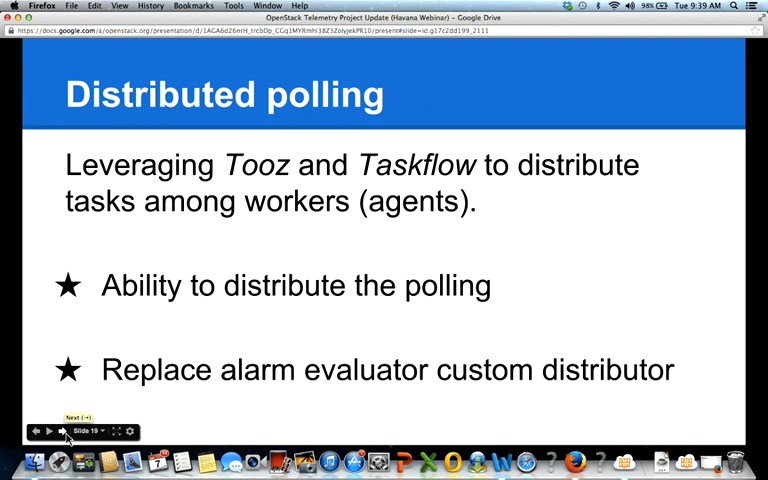 Firefox File Edit View History Bookmarks Tools Window Help 98% Tue 9:39 AM
OpenStack Telemetry Project Update (Havana Webinar) – Google Drive
Distributed polling
Leveraging Tooz and Taskflow to distribute
tasks among workers (agents).
★ Ability to distribute the polling
★ Replace alarm evaluator custom distributor
Next (→)
Slide 19